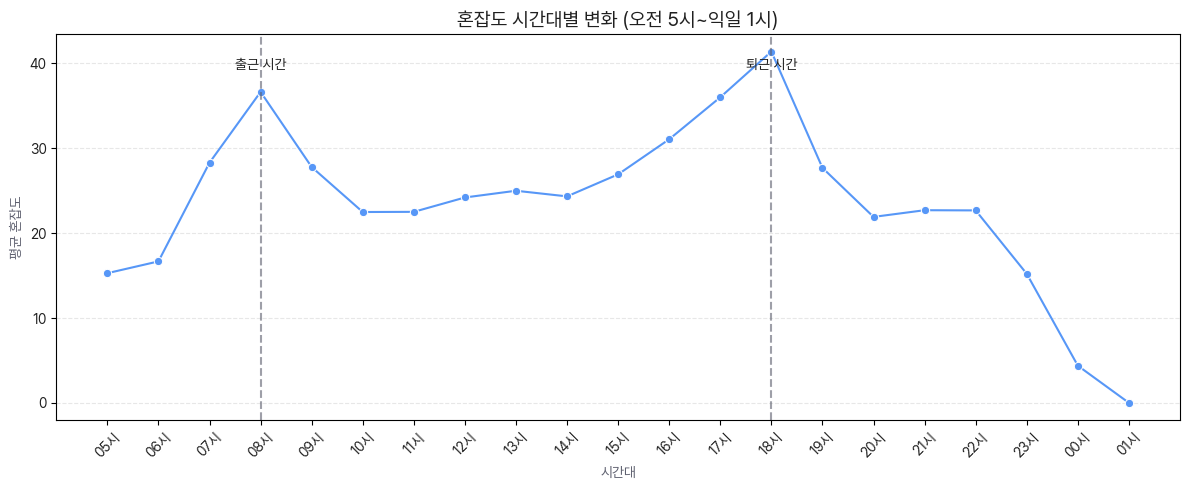 혼잡도 시간대별 변화 (오전 5시~익일 1시)
출근 시간
퇴근 시간
평균 혼잡도
40
30
20
10
0
05시
06시
07시
08시
09시
10시
11시
12시
13시
14시
15시
16시
17시
18시
19시
20시
21시
22시
23시
00시
01시
시간대